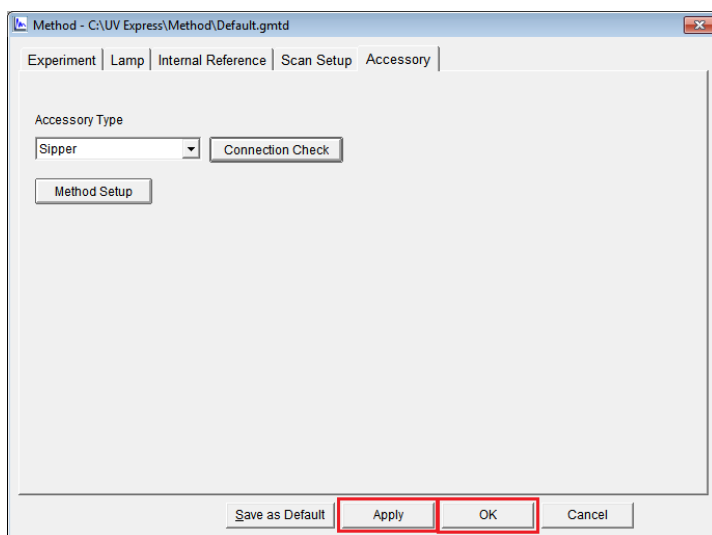 Method - C:\UV Express\Method\Default.gmtd
Experiment Lamp Internal Reference Scan Setup Accessory
Accessory Type
Sipper Connection Check
Method Setup
Save as Default Apply OK Cancel